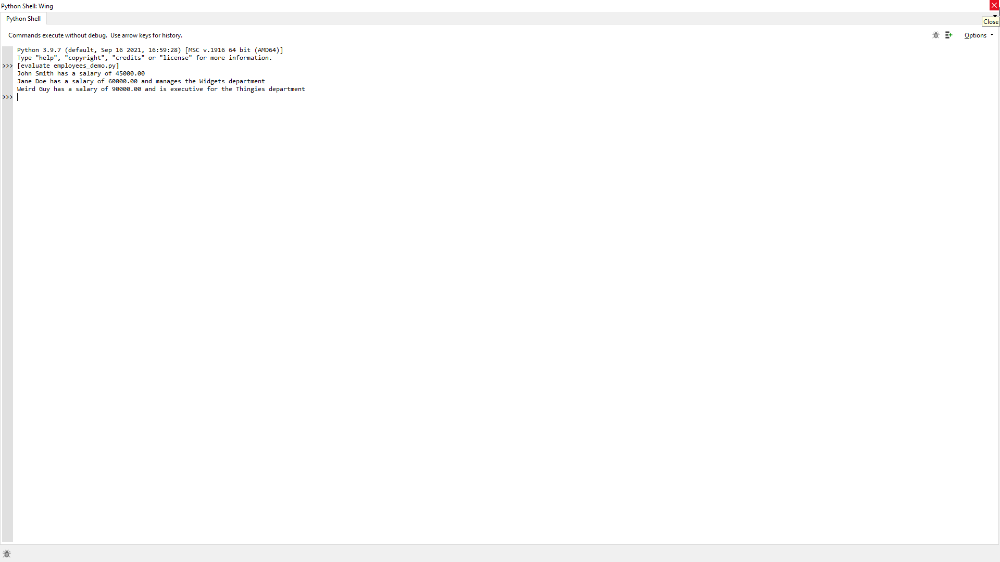 Python Shell: Wing
Python Shell
Close
Commands execute without debug.  Use arrow keys for history.
Options
Python 3.9.7 (default, Sep 16 2021, 16:59:28) [MSC v.1916 64 bit (AMD64)]
Type "help", "copyright", "credits" or "license" for more information.
>>> [evaluate employees_demo.py]
John Smith has a salary of 45000.00
Jane Doe has a salary of 60000.00 and manages the Widgets department
Weird Guy has a salary of 90000.00 and is executive for the Thingies department
>>>